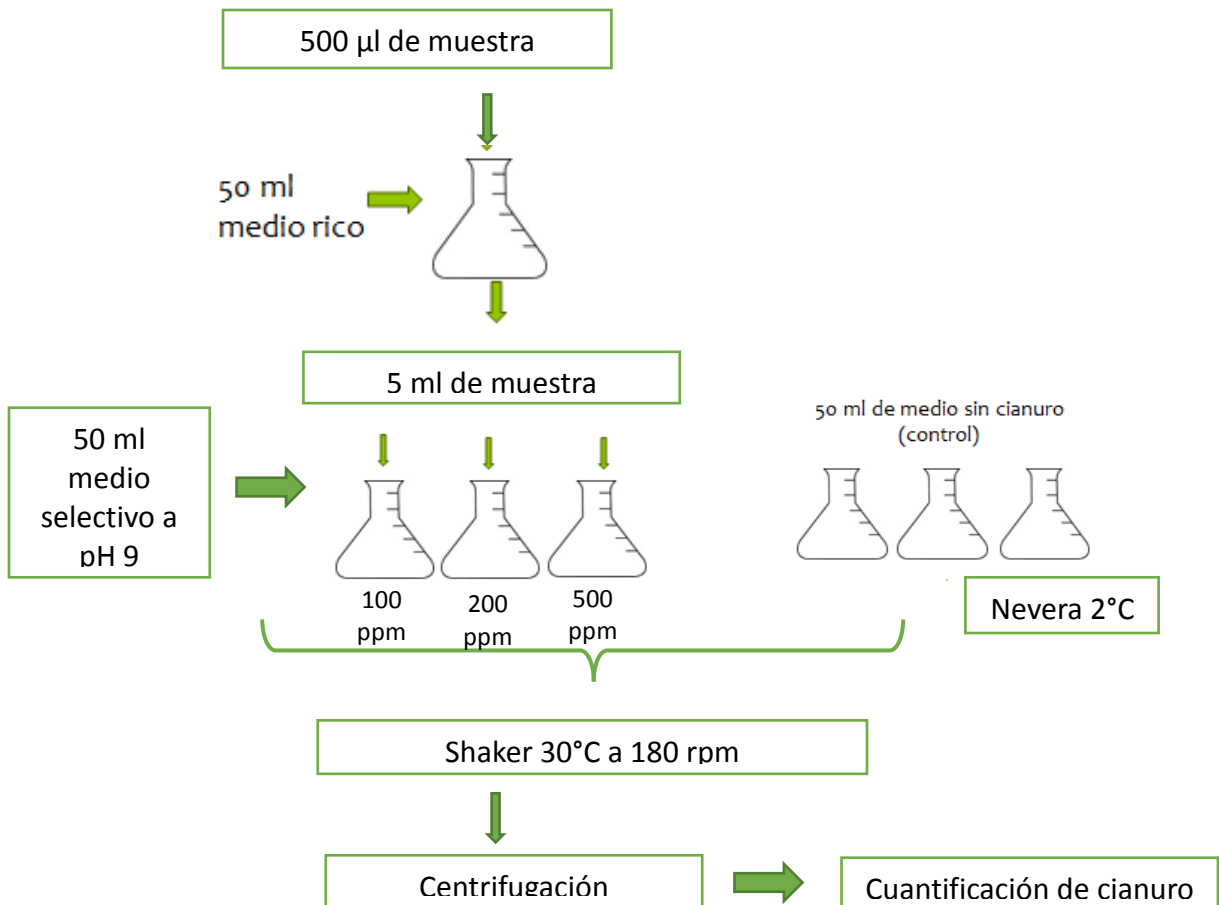 500 µl de muestra
50 ml
medio rico
5 ml de muestra
50 ml
medio
selectivo a
pH 9
50 ml de medio sin cianuro
(control)
100
ppm
200
ppm
500
ppm
Nevera 2°C
Shaker 30°C a 180 rpm
Centrifugación
Cuantificación de cianuro